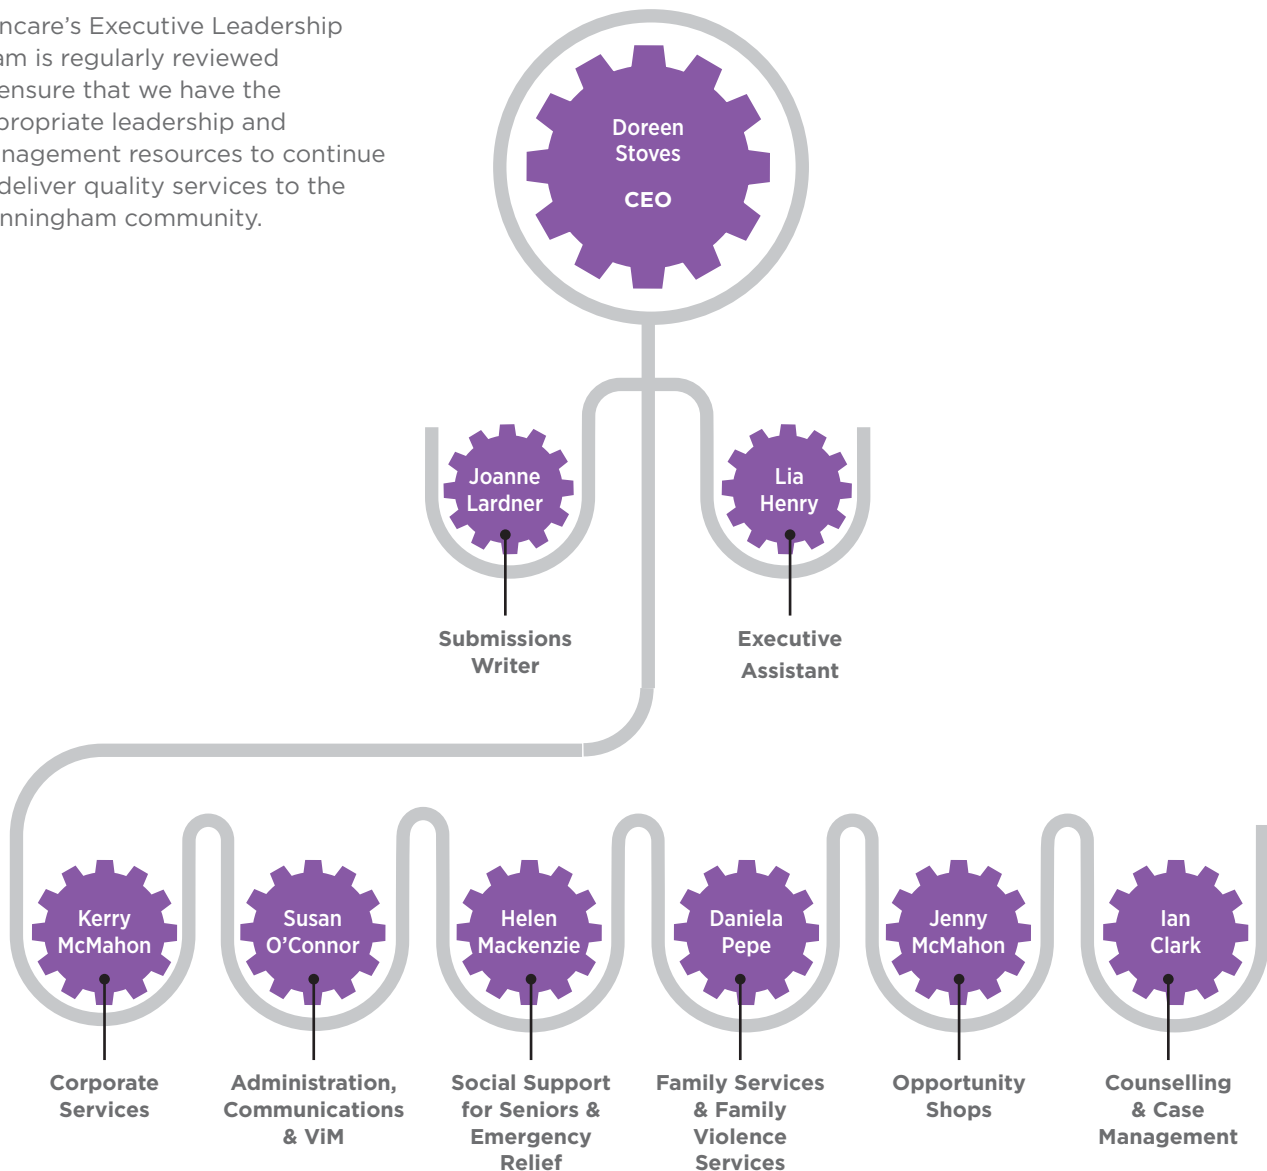 ncare’s Executive Leadership
am is regularly reviewed
ensure that we have the
propriate leadership and
nagement resources to continue
deliver quality services to the
nningham community.
Doreen
Stoves
CEO
Joanne
Lardner
Lia
Henry
Submissions
Writer
Executive
Assistant
Kerry
McMahon
Susan
O’Connor
Helen
Mackenzie
Daniela
Pepe
Jenny
McMahon
Ian
Clark
Corporate
Services
Administration,
Communications
& ViM
Social Support
for Seniors &
Emergency
Relief
Family Services
& Family
Violence
Services
Opportunity
Shops
Counselling
& Case
Management